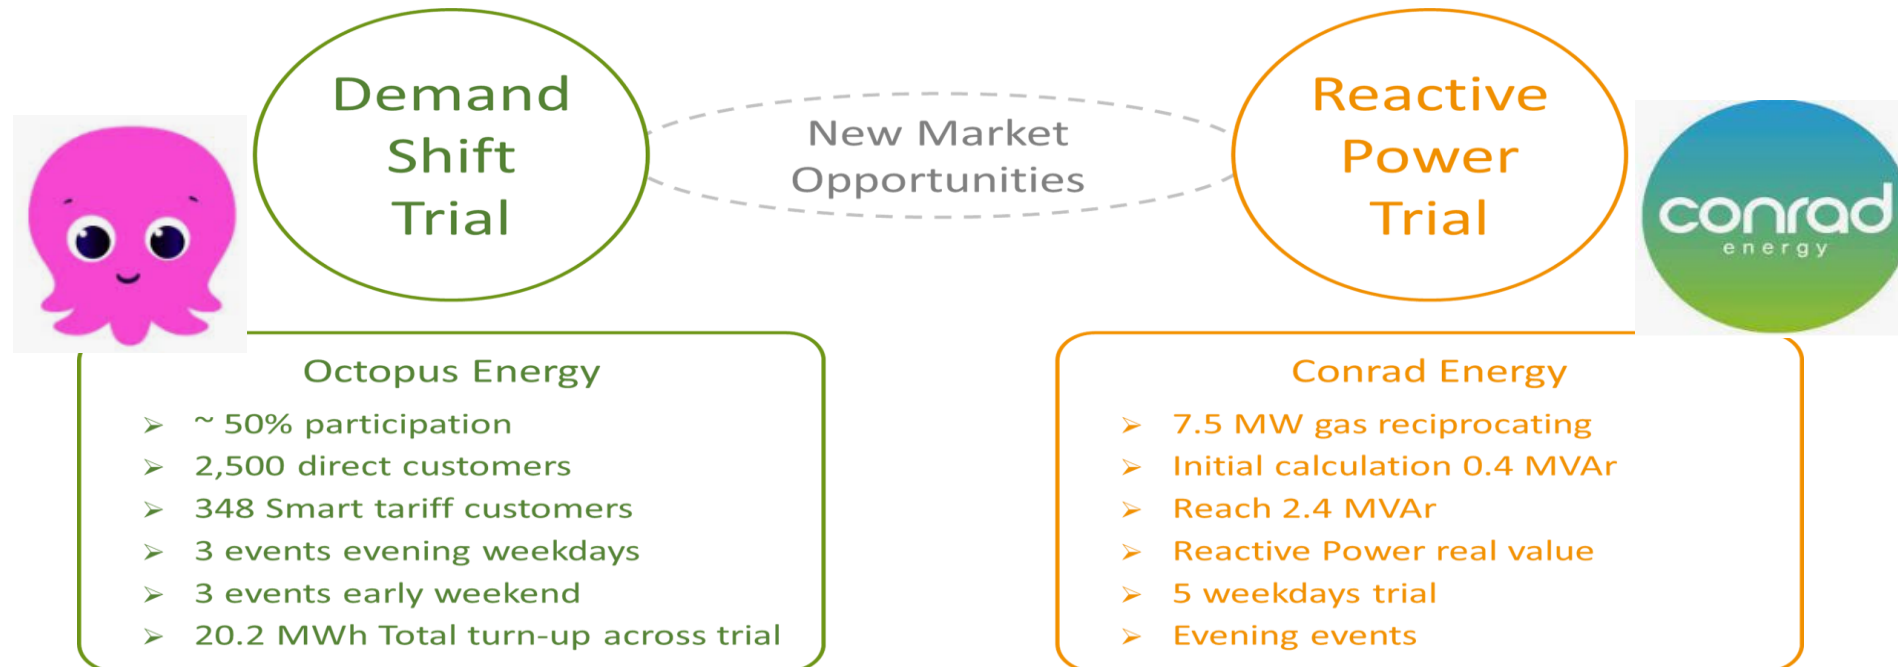 Demand
Shift
Trial
New Market
Opportunities
Reactive
Power
Trial
conrad
energy
Octopus Energy
➢ ~ 50% participation
➢ 2,500 direct customers
➢ 348 Smart tariff customers
➢ 3 events evening weekdays
➢ 3 events early weekend
➢ 20.2 MWh Total turn-up across trial
Conrad Energy
➢ 7.5 MW gas reciprocating
➢ Initial calculation 0.4 MVAr
➢ Reach 2.4 MVAr
➢ Reactive Power real value
➢ 5 weekdays trial
➢ Evening events